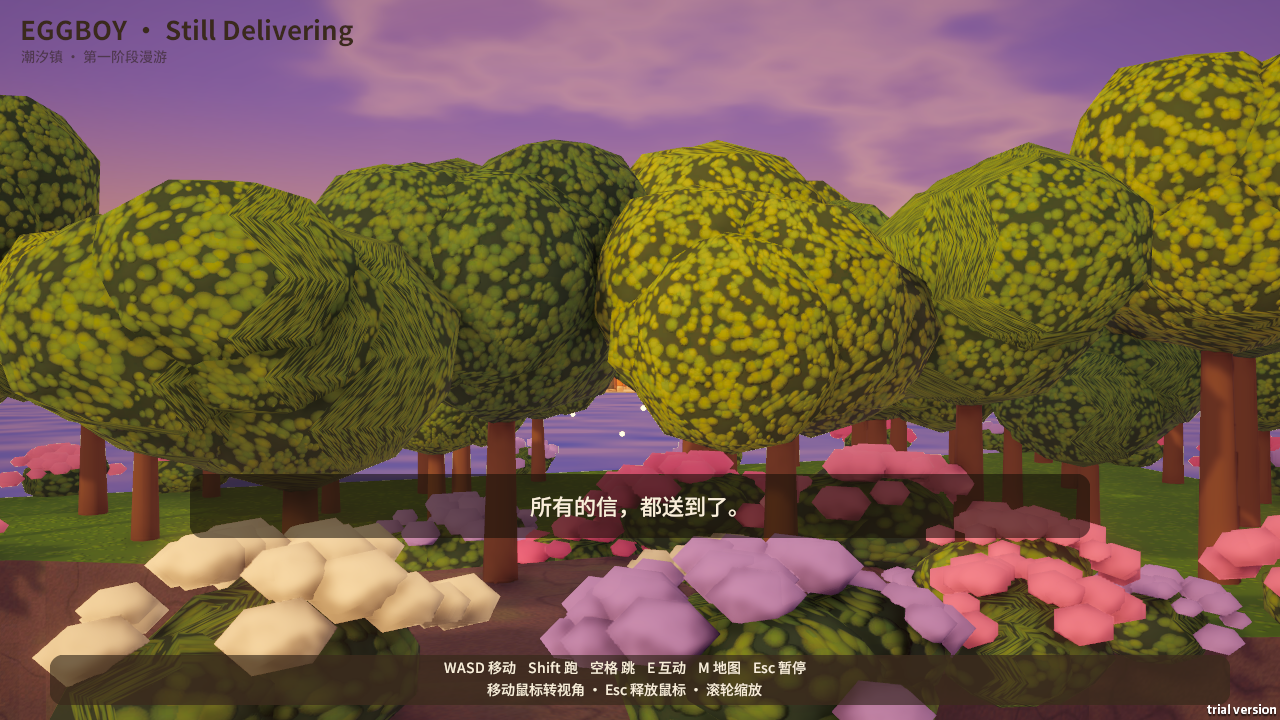 EGGBOY · Still Delivering
潮汐镇 · 第一阶段漫游
所有的信，都送到了。
WASD 移动 Shift 跑 空格 跳 E 互动 M 地图 Esc 暂停
移动鼠标转视角 · Esc 释放鼠标 · 滚轮缩放
trial version